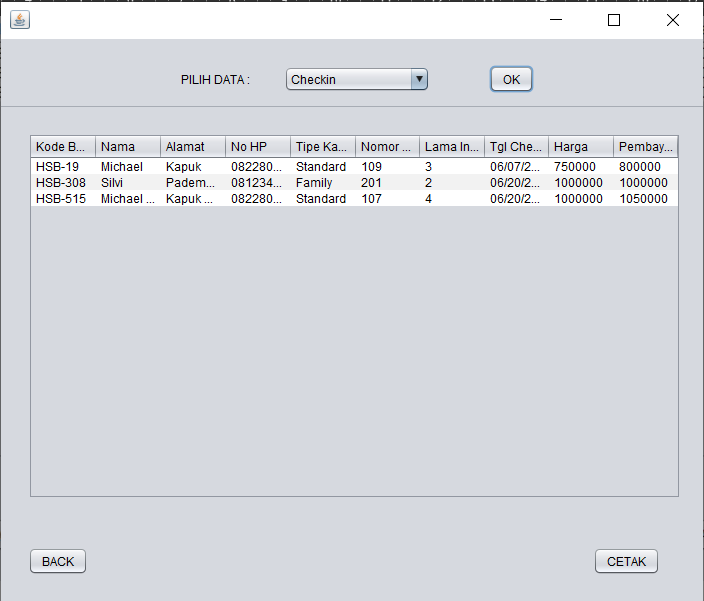 PILIH DATA : Checkin OK
Kode B... Nama Alamat No HP Tipe Ka... Nomor ... Lama In... Tgl Che... Harga Pembay...
HSB-19 Michael Kapuk 082280... Standard 109 3 06/07/2... 750000 800000
HSB-308 Silvi Padem... 081234... Family 201 2 06/20/2... 1000000 1000000
HSB-515 Michael ... Kapuk ... 082280... Standard 107 4 06/20/2... 1000000 1050000
BACK CETAK